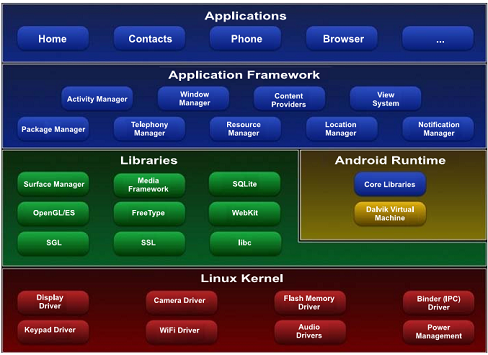 Applications
Home
Contacts
Phone
Browser
...
Application Framework
Activity Manager
Window
Manager
Content
Providers
View
System
Package Manager
Telephony
Manager
Resource
Manager
Location
Manager
Notification
Manager
Libraries
Surface Manager
Media
Framework
SQLite
OpenGL/ES
FreeType
WebKit
SGL
SSL
libc
Android Runtime
Core Libraries
Dalvik Virtual
Machine
Linux Kernel
Display
Driver
Camera Driver
Flash Memory
Driver
Binder (IPC)
Driver
Keypad Driver
WiFi Driver
Audio
Drivers
Power
Management